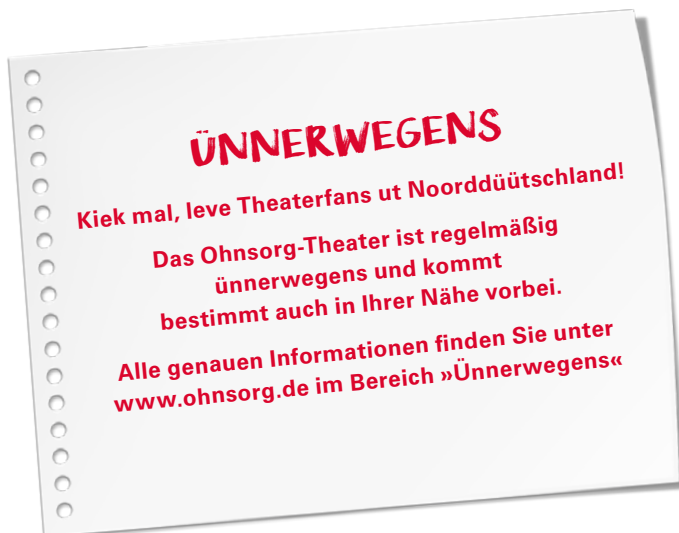 ÜNNERWEGENS
Kiek mal, leve Theaterfans ut Noorddüütschland!
Das Ohnsorg-Theater ist regelmäßig
ünnerwegens und kommt
bestimmt auch in Ihrer Nähe vorbei.
Alle genauen Informationen finden Sie unter
www.ohnsorg.de im Bereich »Ünnerwegens«